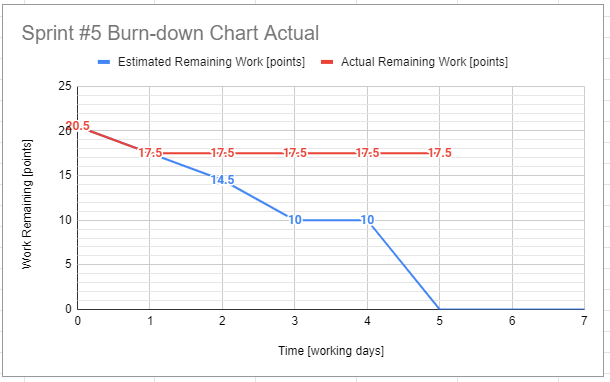 Sprint #5 Burn-down Chart Actual
Estimated Remaining Work [points] Actual Remaining Work [points]
25
20
15
10
5
0
Work Remaining [points]
20.5
17.5 17.5 17.5 17.5 17.5
14.5
10 10
0 1 2 3 4 5 6 7
Time [working days]